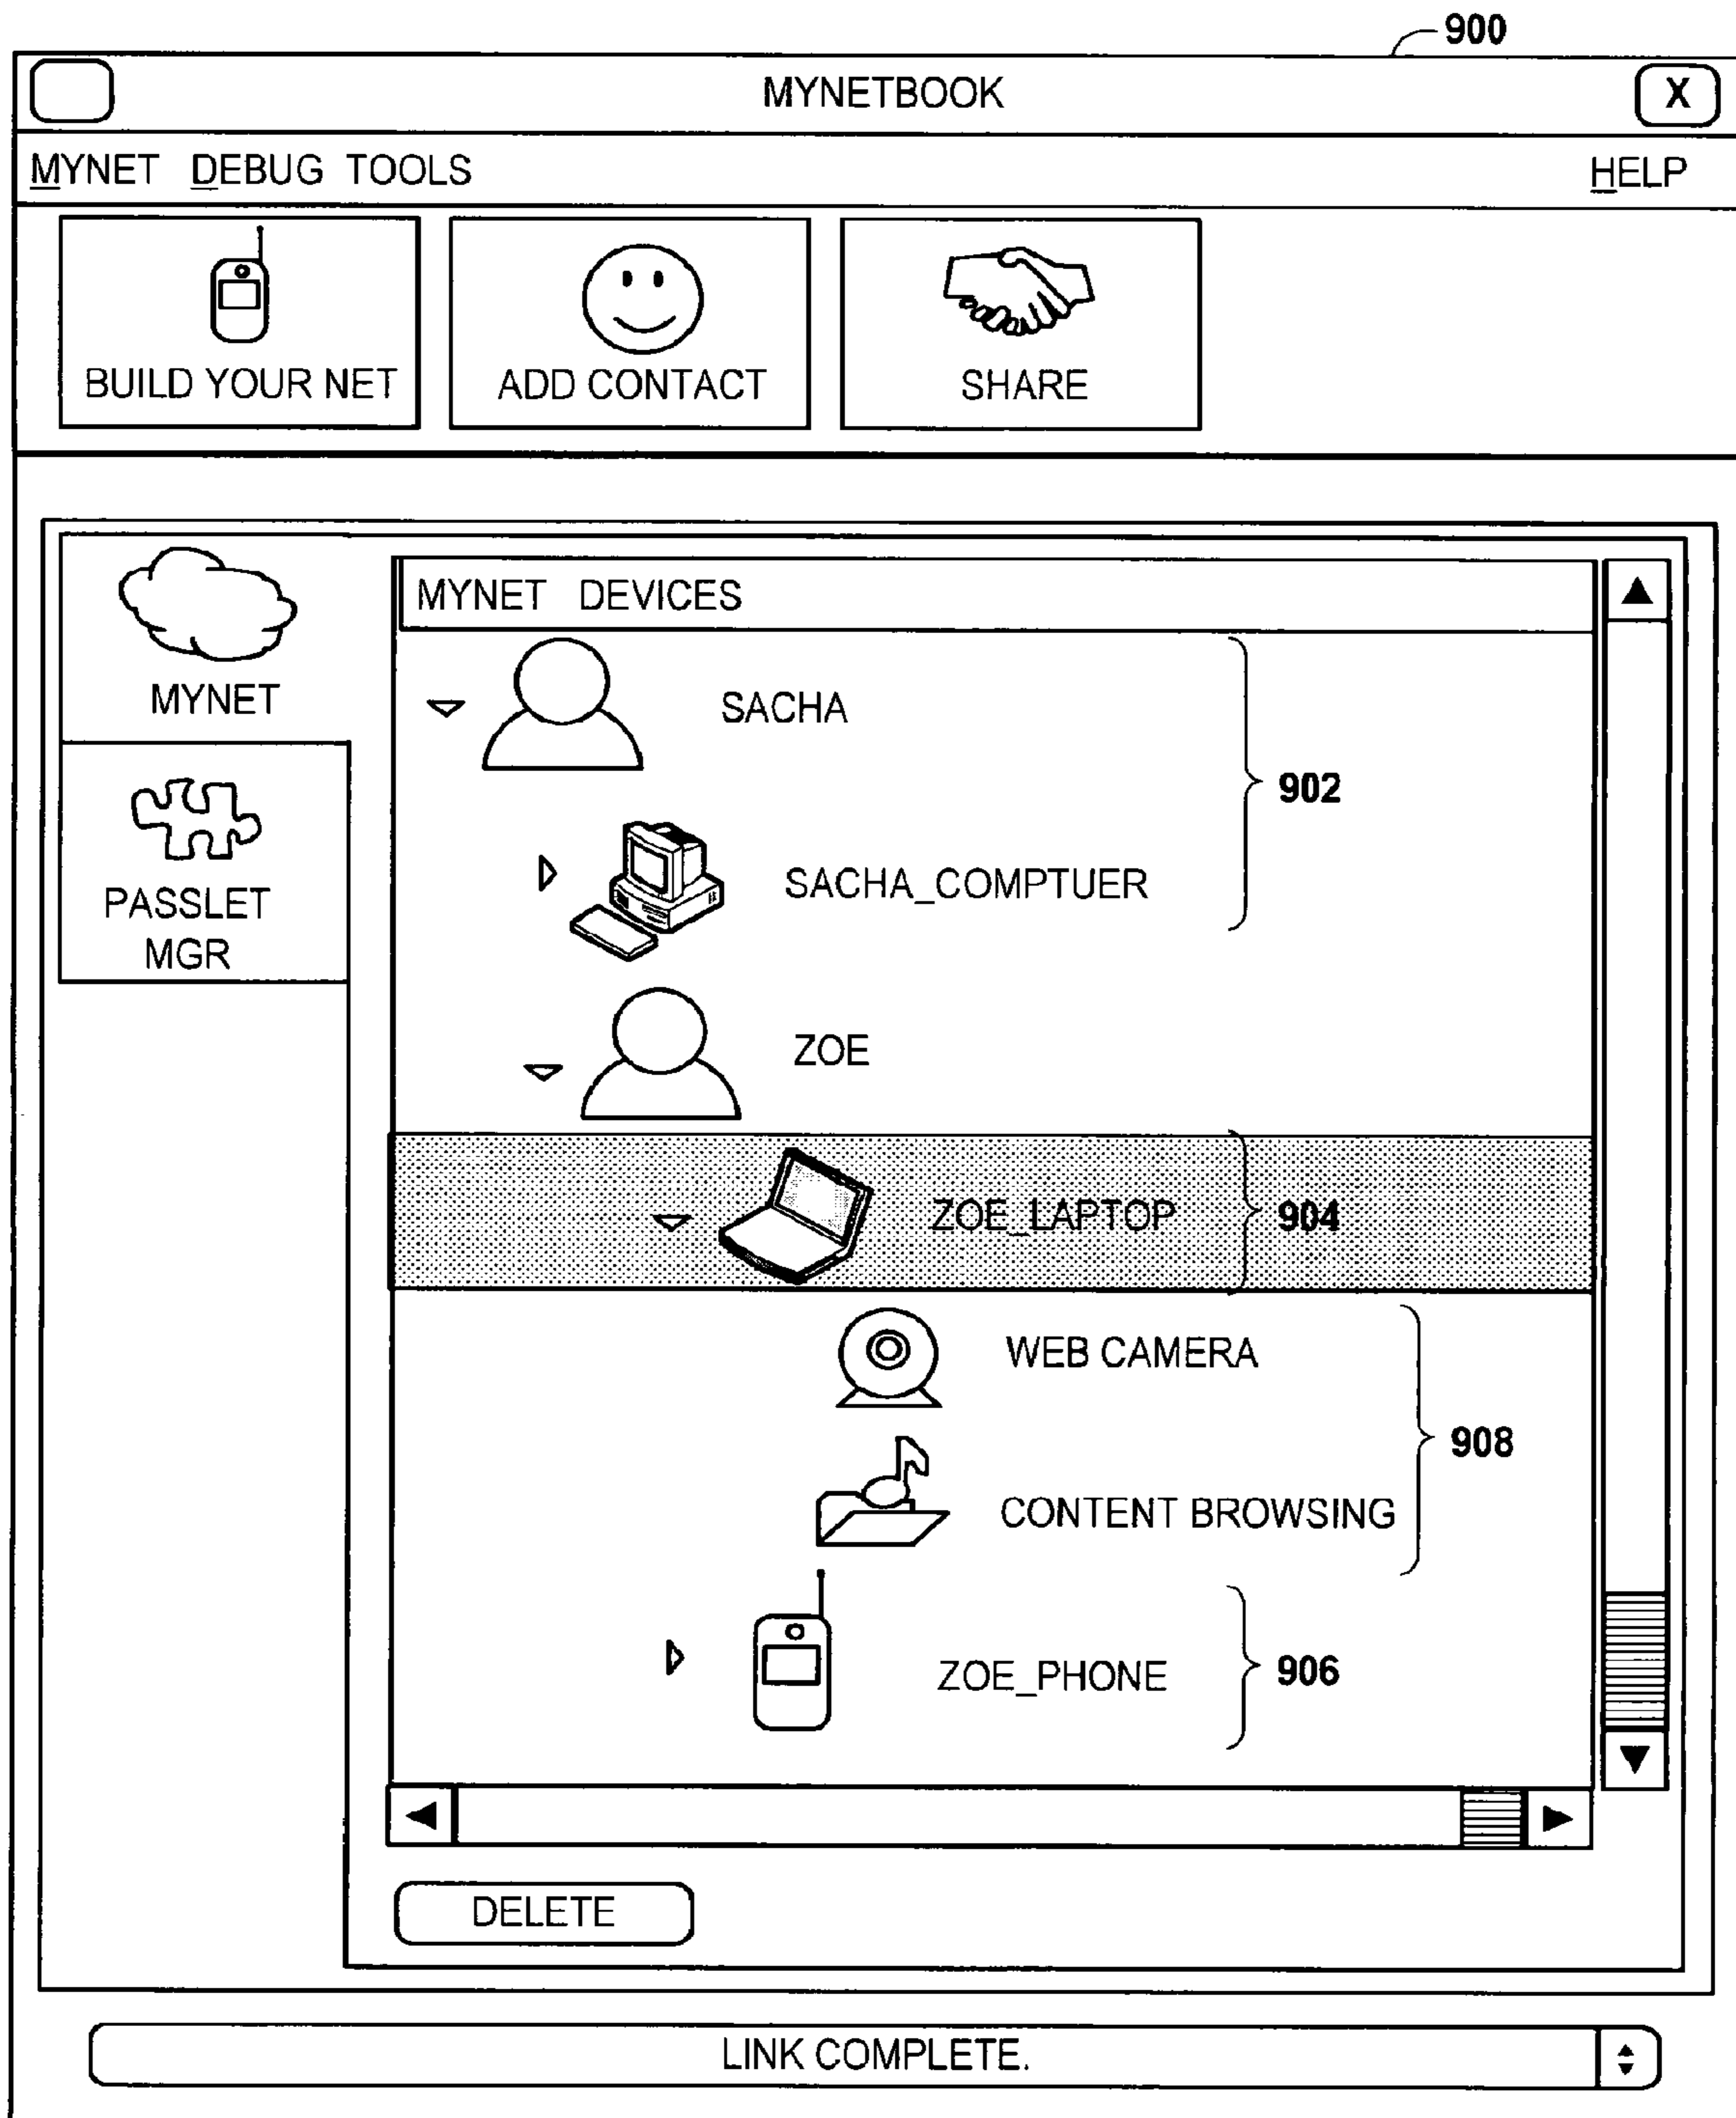 900
MYNETBOOK
X
MYNET DEBUG TOOLS HELP
BUILD YOUR NET
ADD CONTACT
SHARE
MYNET
PASSLET
MGR
MYNET DEVICES
SACHA
902
SACHA_COMPTUER
ZOE
ZOE_LAPTOP
904
WEB CAMERA
908
CONTENT BROWSING
ZOE_PHONE
906
DELETE
LINK COMPLETE.